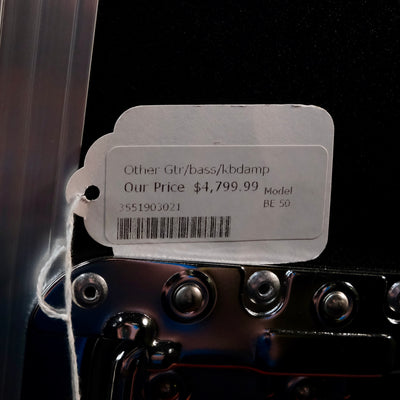 Other Gtr/bass/kbdamp
Our Price $4,799.99
Model
3551903021
BE 50